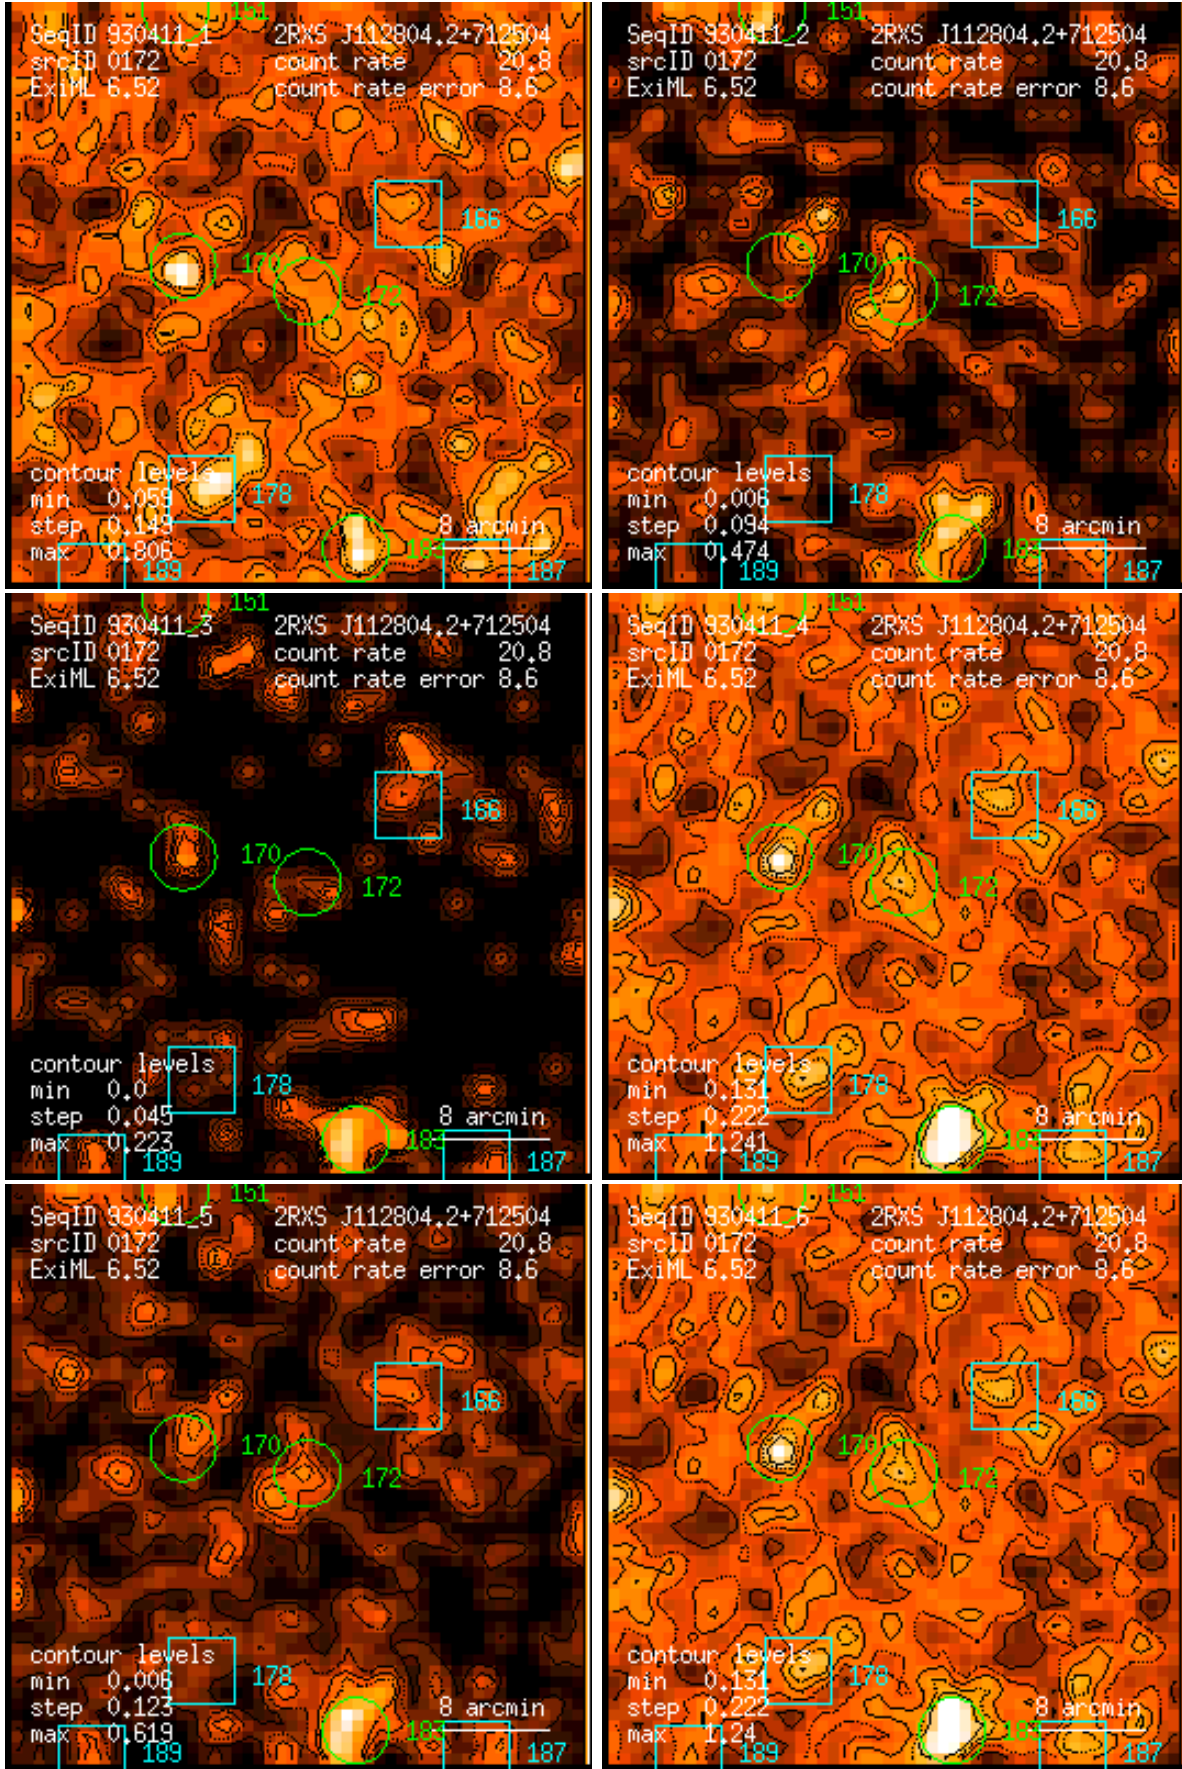 151
SeqID 930411_1 2RXS J112804.2+712504
srcID 0172 count rate 20.8
ExiML 6.52 count rate error 8.6
166
170
172
contour levels
min 0.059
178
step 0.149
8 arcmin
max 0.806
183
189
187
151
SeqID 930411_2 2RXS J112804.2+712504
srcID 0172 count rate 20.8
ExiML 6.52 count rate error 8.6
166
170
172
contour levels
min 0.006
178
step 0.094
8 arcmin
max 0.474
183
189
187
151
SeqID 930411_3 2RXS J112804.2+712504
srcID 0172 count rate 20.8
ExiML 6.52 count rate error 8.6
166
170
172
contour levels
min 0.0
178
step 0.045
8 arcmin
max 0.223
183
189
187
151
SeqID 930411_4 2RXS J112804.2+712504
srcID 0172 count rate 20.8
ExiML 6.52 count rate error 8.6
166
170
172
contour levels
min 0.131
178
step 0.222
8 arcmin
max 1.241
183
189
187
151
SeqID 930411_5 2RXS J112804.2+712504
srcID 0172 count rate 20.8
ExiML 6.52 count rate error 8.6
166
170
172
contour levels
min 0.006
178
step 0.123
8 arcmin
max 0.619
183
189
187
151
SeqID 930411_6 2RXS J112804.2+712504
srcID 0172 count rate 20.8
ExiML 6.52 count rate error 8.6
166
170
172
contour levels
min 0.131
178
step 0.222
8 arcmin
max 1.24
183
189
187